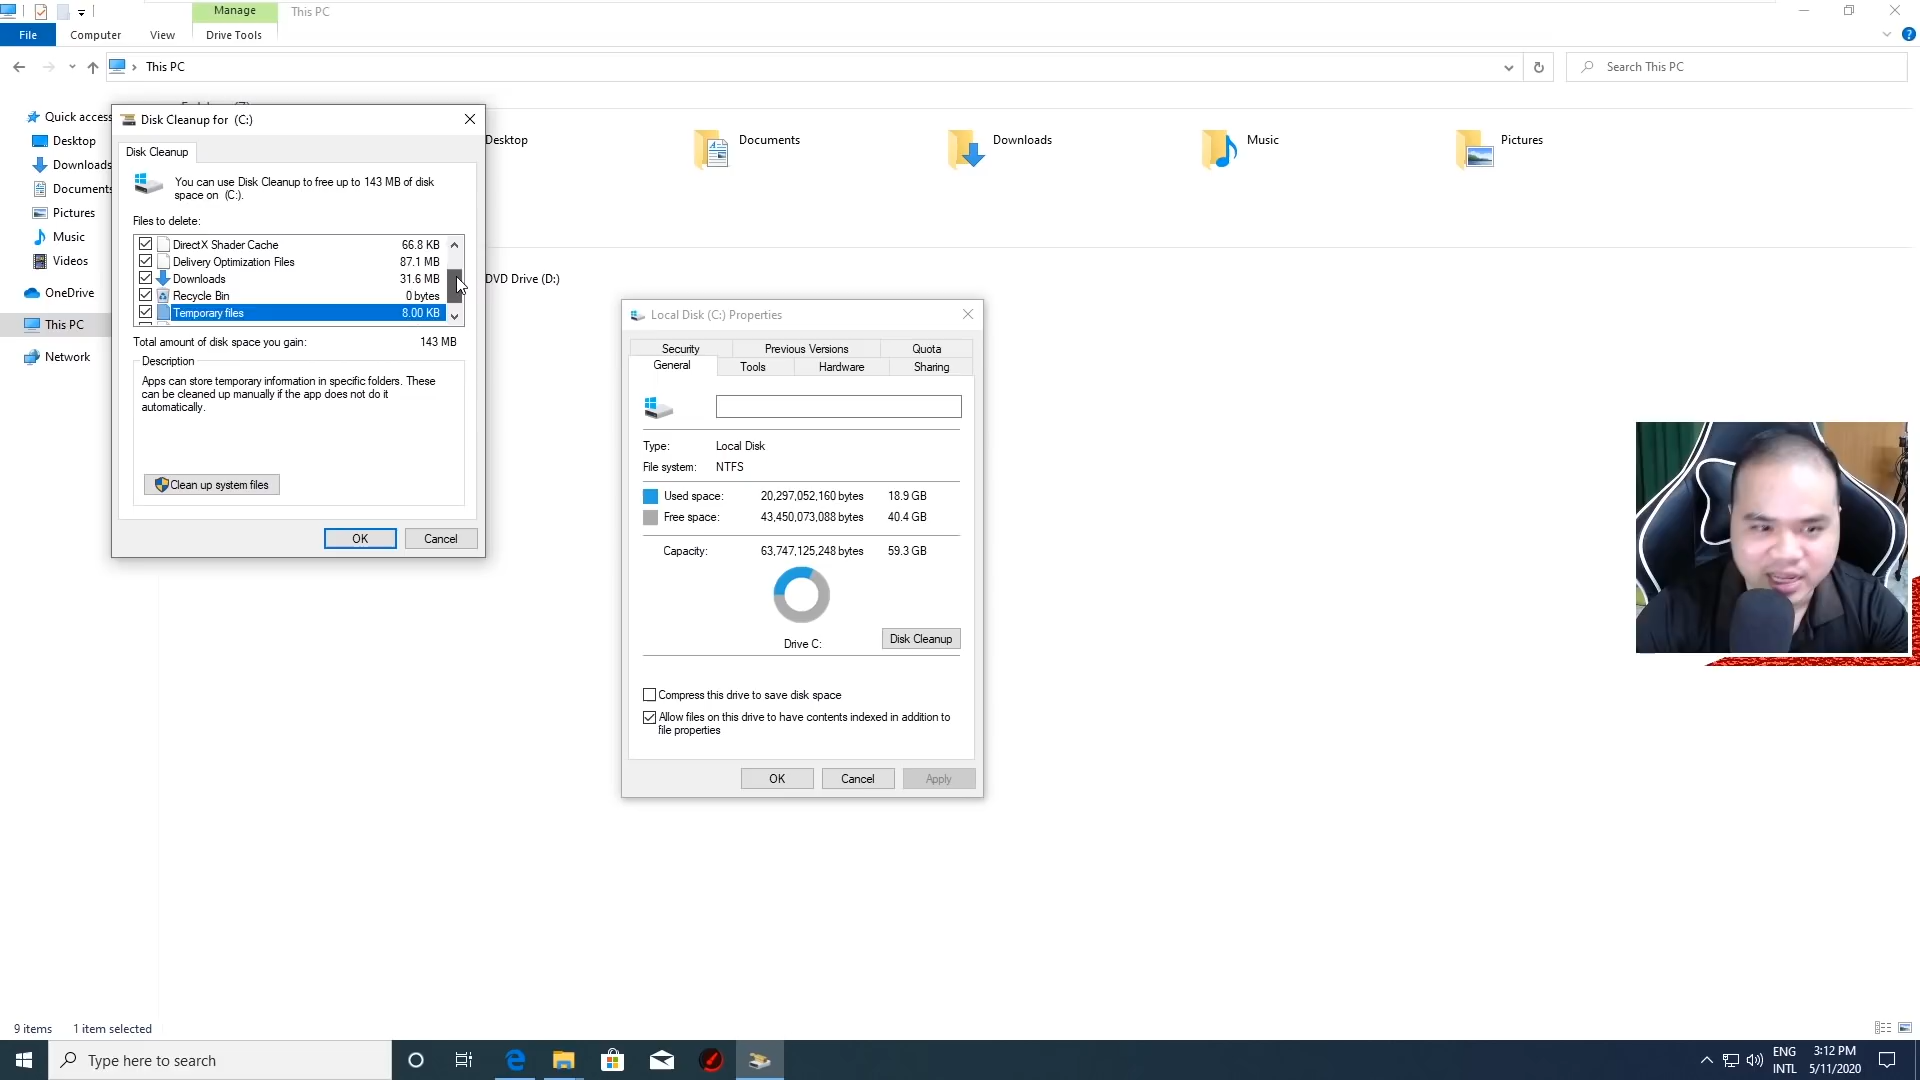 Manage
This PC
File
Computer
View
Drive Tools
This PC
Search This PC
Quick access
Desktop
Downloads
Documents
Pictures
Music
Videos
OneDrive
This PC
Network
Desktop
Documents
Downloads
Music
Pictures
DVD Drive (D:)
Disk Cleanup for (C:)
Disk Cleanup
You can use Disk Cleanup to free up to 143 MB of disk
space on (C:).
Files to delete:
DirectX Shader Cache 66.8 KB
Delivery Optimization Files 87.1 MB
Downloads 31.6 MB
Recycle Bin 0 bytes
Temporary files 8.00 KB
Total amount of disk space you gain: 143 MB
Description
Apps can store temporary information in specific folders. These
can be cleaned up manually if the app does not do it
automatically.
Clean up system files
OK
Cancel
Local Disk (C:) Properties
Security
Previous Versions
Quota
General
Tools
Hardware
Sharing
Type: Local Disk
File system: NTFS
Used space: 20,297,052,160 bytes 18.9 GB
Free space: 43,450,073,088 bytes 40.4 GB
Capacity: 63,747,125,248 bytes 59.3 GB
Drive C:
Disk Cleanup
Compress this drive to save disk space
Allow files on this drive to have contents indexed in addition to
file properties
OK
Cancel
Apply
9 items
1 item selected
Type here to search
ENG
INTL
3:12 PM
5/11/2020